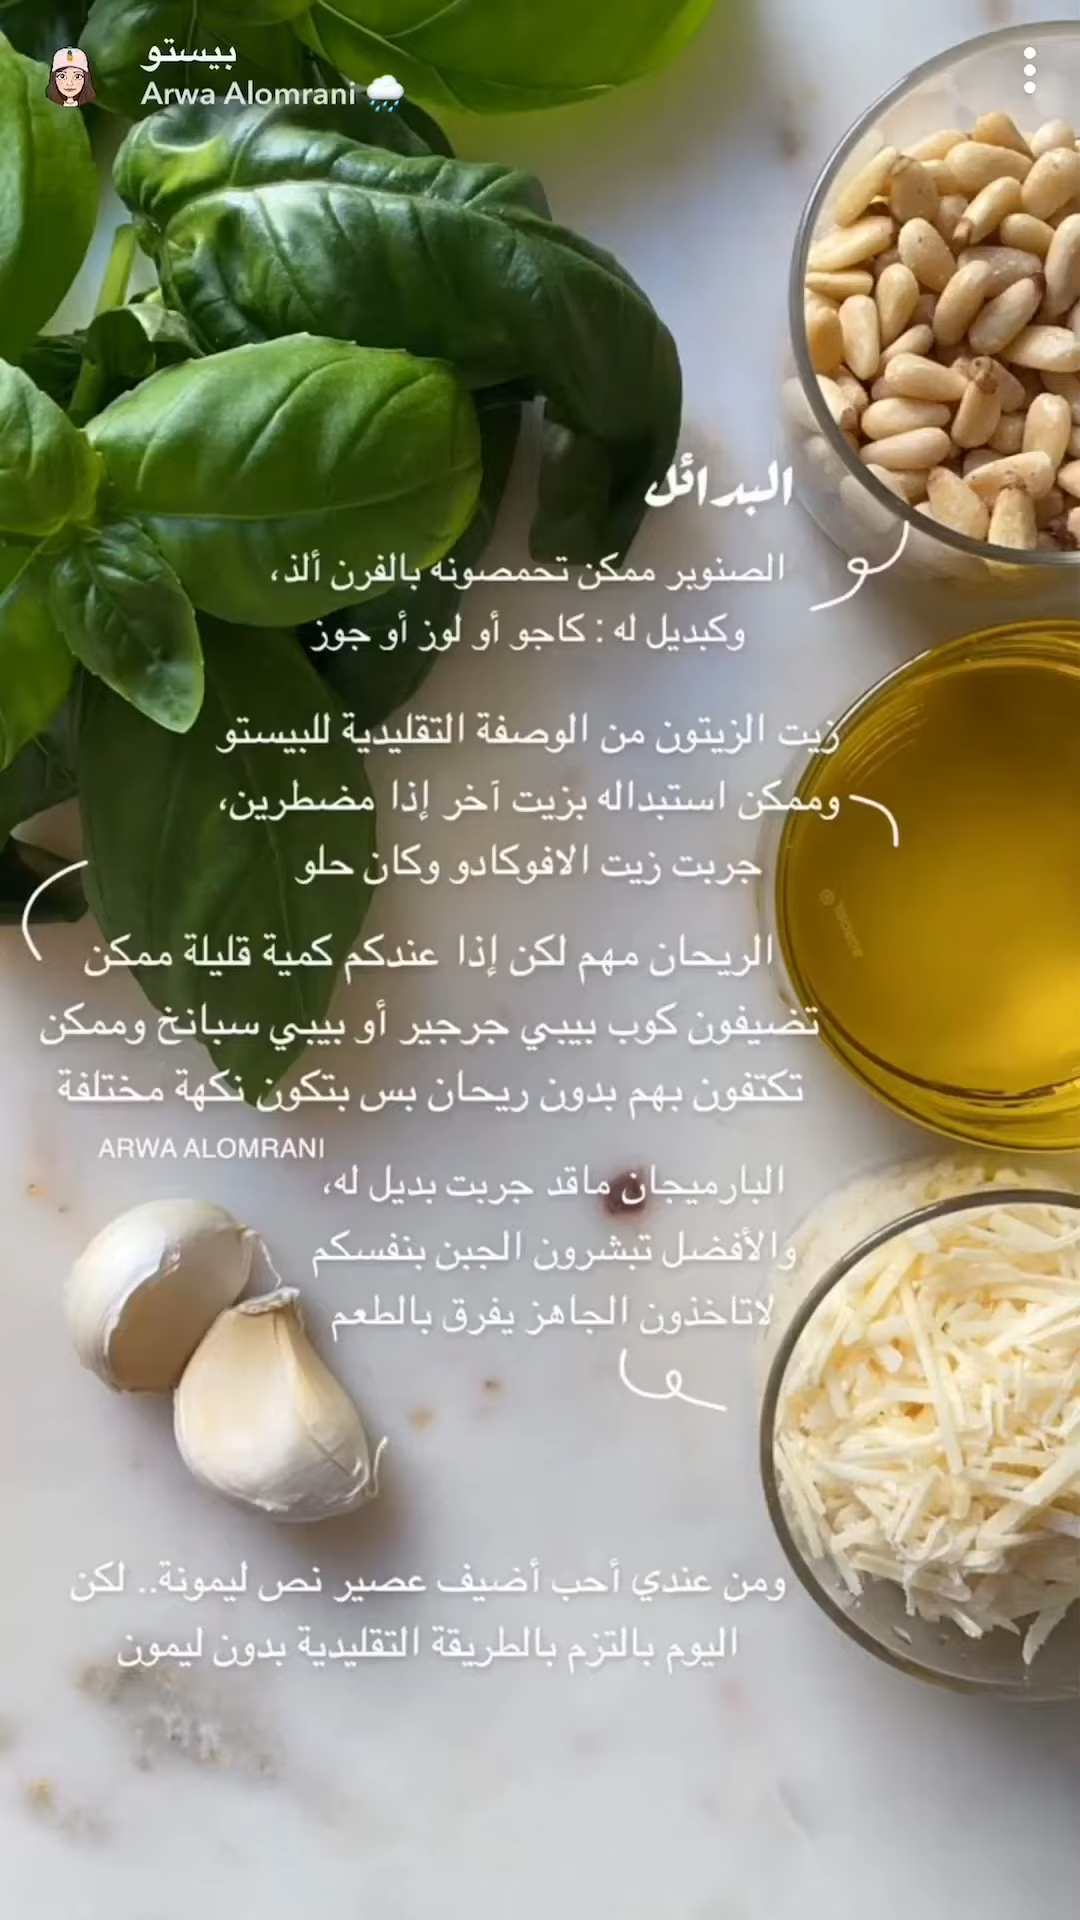 بيستو
Arwa Alomrani 🌧️
البدائل
الصنوبر ممكن تحمصونه بالفرن ألذ،
وكبديل له : كاجو أو لوز أو جوز
زيت الزيتون من الوصفة التقليدية للبيستو
وممكن استبداله بزيت آخر إذا مضطرين،
جربت زيت الافوكادو وكان حلو
الريحان مهم لكن إذا عندكم كمية قليلة ممكن
تضيفون كوب بيبي جرجير أو بيبي سبانخ وممكن
تكتفون بهم بدون ريحان بس بتكون نكهة مختلفة
ARWA ALOMRANI
البارميجان ماقد جربت بديل له،
والأفضل تبشرون الجبن بنفسكم
لاتاخذون الجاهز يفرق بالطعم
ومن عندي أحب أضيف عصير نص ليمونة.. لكن
اليوم بالتزم بالطريقة التقليدية بدون ليمون